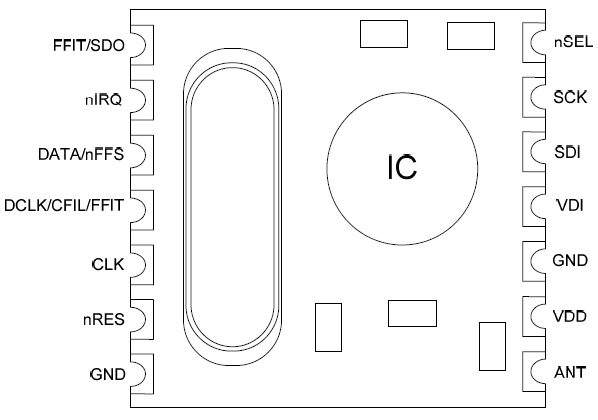 FFIT/SDO
nIRQ
DATA/nFFS
DCLK/CFIL/FFIT
CLK
nRES
GND
IC
nSEL
SCK
SDI
VDI
GND
VDD
ANT